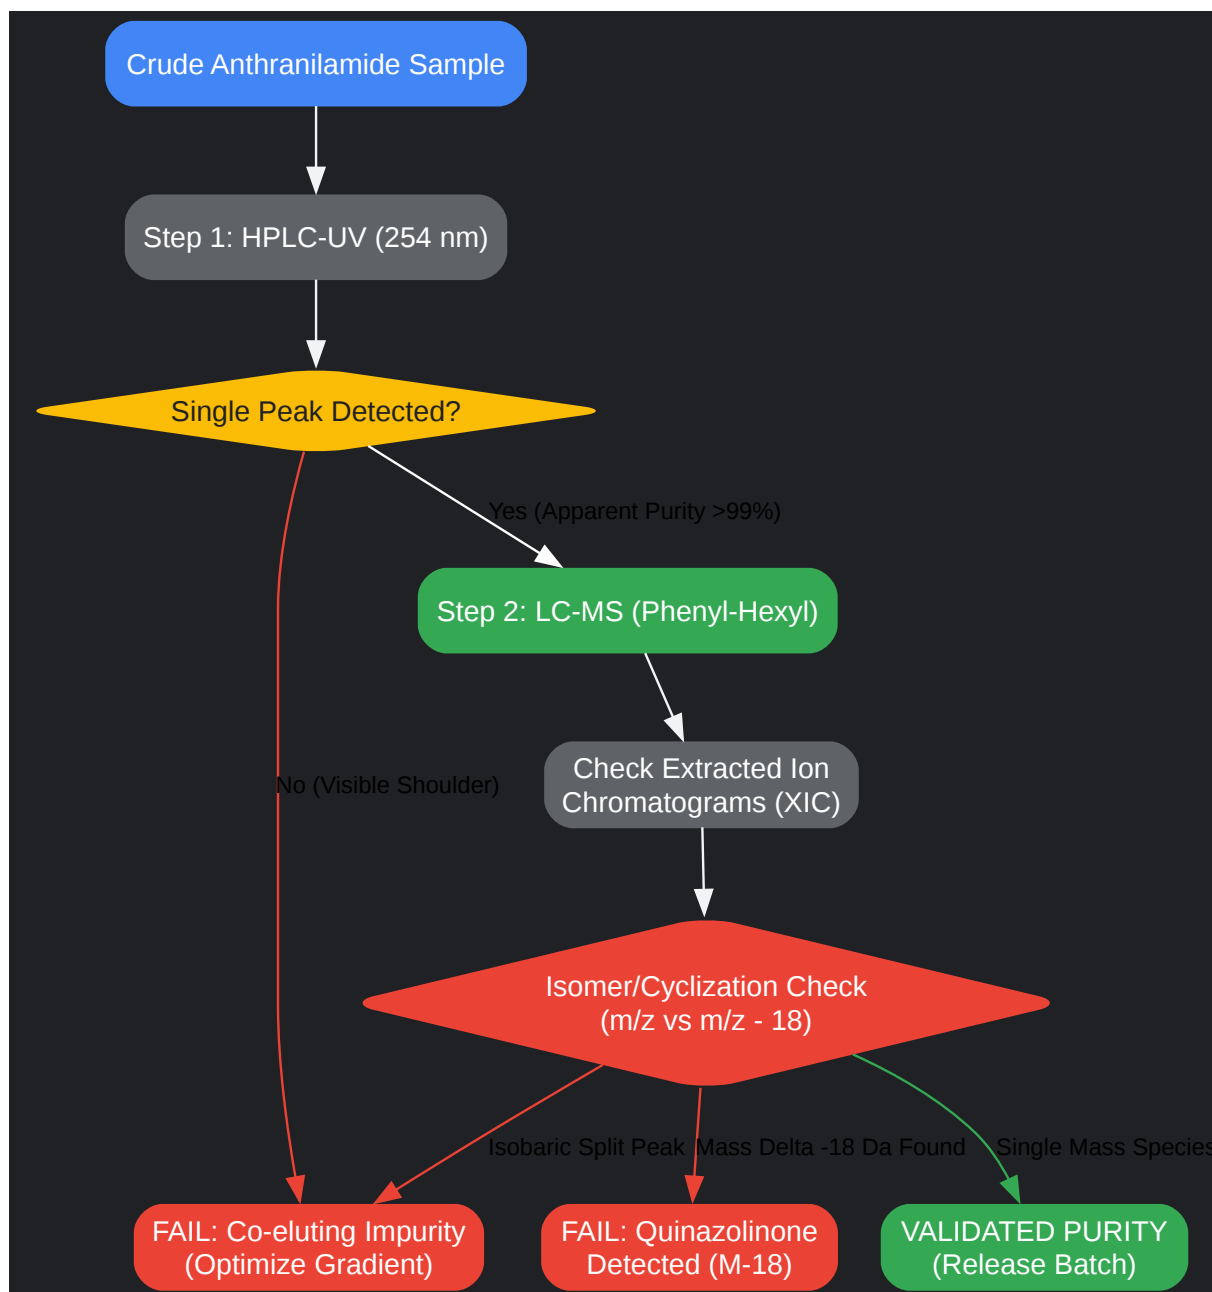 Crude Anthranilamide Sample
Step 1: HPLC-UV (254 nm)
Single Peak Detected?
Yes (Apparent Purity >99%)
Step 2: LC-MS (Phenyl-Hexyl)
No (Visible Shoulder)
Check Extracted Ion
Chromatograms (XIC)
Isomer/Cyclization Check
(m/z vs m/z - 18)
Isobaric Split Peak
Mass Delta -18 Da Found
Single Mass Species
FAIL: Co-eluting Impurity
(Optimize Gradient)
FAIL: Quinazolinone
Detected (M-18)
VALIDATED PURITY
(Release Batch)